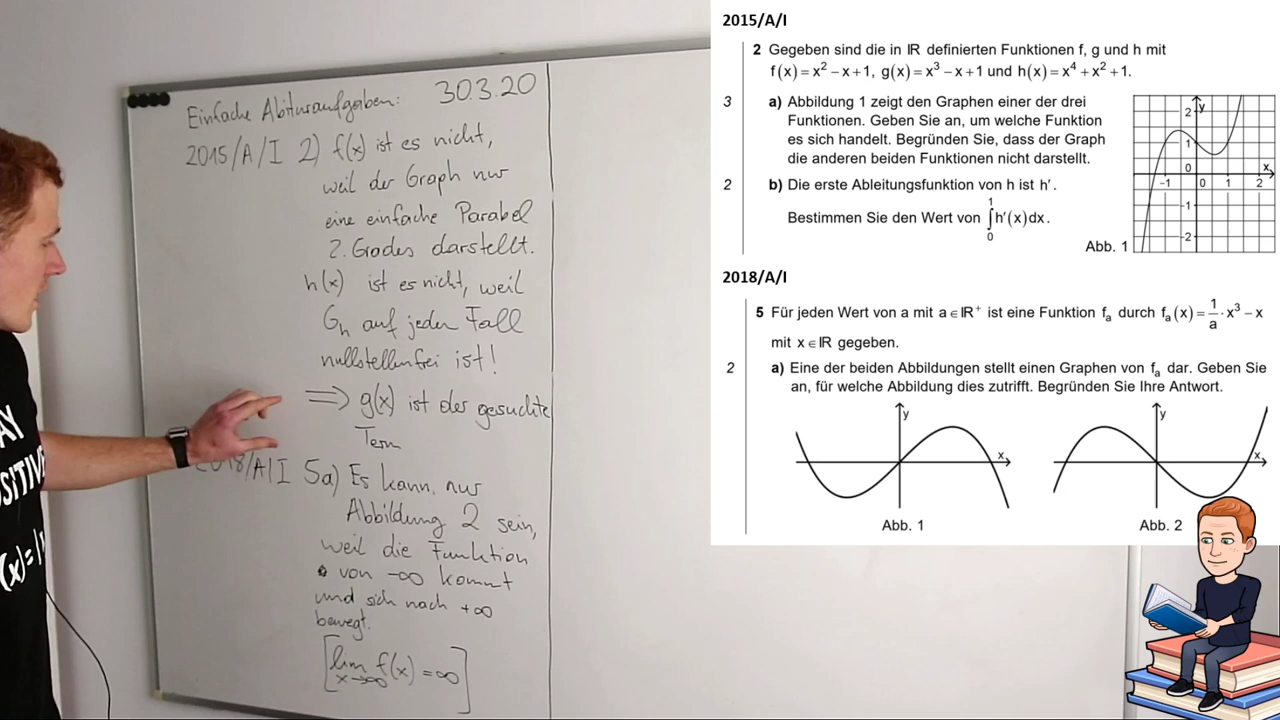 Einfache Abituraufgaben: 30.3.20
2015/A/I 2) f(x) ist es nicht,
weil der Graph nur
eine einfache Parabel
2. Grades darstellt.
h(x) ist es nicht, weil
G_h auf jeden Fall
nullstellenfrei ist!
⇒ g(x) ist der gesuchte
Term
2018/A/I 5a) Es kann nur
Abbildung 2 sein,
weil die Funktion
von -∞ kommt
und sich nach +∞
bewegt.
[lim x→∞ f(x) = ∞]
2015/A/I
2 Gegeben sind die in IR definierten Funktionen f, g und h mit
f(x) = x² − x + 1, g(x) = x³ − x + 1 und h(x) = x⁴ + x² + 1.
3 a) Abbildung 1 zeigt den Graphen einer der drei
Funktionen. Geben Sie an, um welche Funktion
es sich handelt. Begründen Sie, dass der Graph
die anderen beiden Funktionen nicht darstellt.
2 b) Die erste Ableitungsfunktion von h ist h′.
Bestimmen Sie den Wert von ∫₀¹ h′(x) dx.
y
2
1
0
x
-1 0 1 2
-1
-2
Abb. 1
2018/A/I
5 Für jeden Wert von a mit a ∈ IR⁺ ist eine Funktion fₐ durch fₐ(x) = 1/a · x³ − x
mit x ∈ IR gegeben.
2 a) Eine der beiden Abbildungen stellt einen Graphen von fₐ dar. Geben Sie
an, für welche Abbildung dies zutrifft. Begründen Sie Ihre Antwort.
y y
x x
Abb. 1 Abb. 2